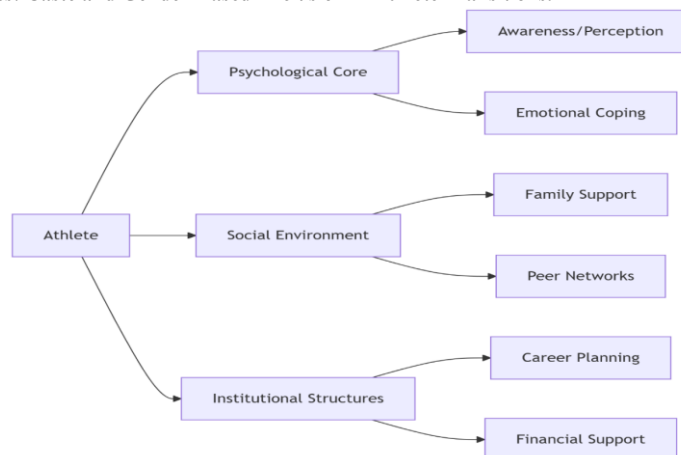 Awareness/Perception
Psychological Core
Emotional Coping
Family Support
Athlete
Social Environment
Peer Networks
Career Planning
Institutional Structures
Financial Support